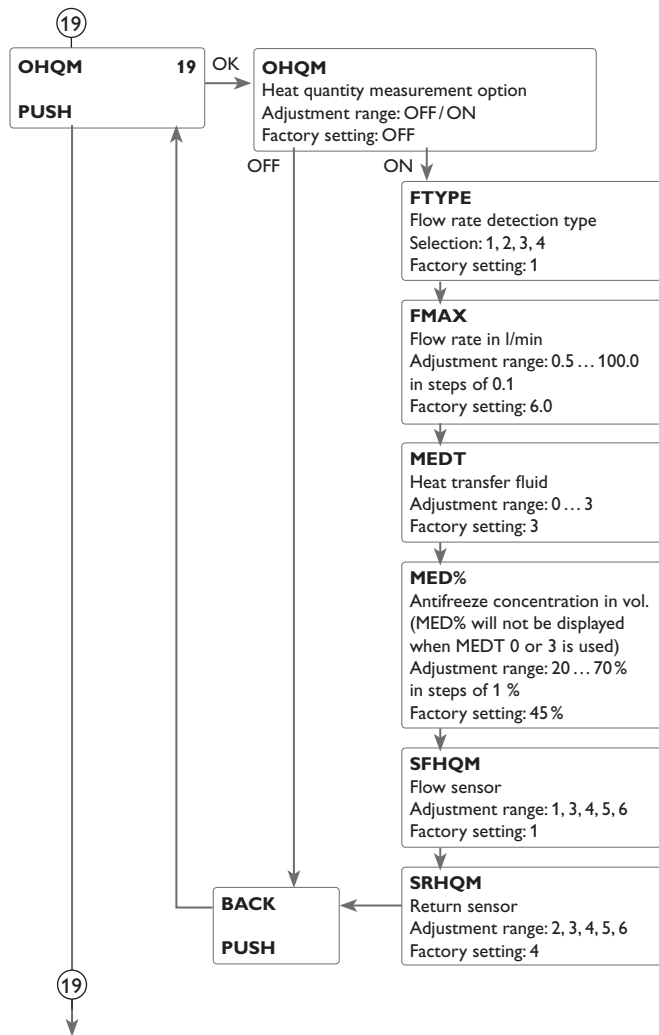 19
OHQM 19
PUSH
OK
OHQM
Heat quantity measurement option
Adjustment range: OFF / ON
Factory setting: OFF
OFF
ON
FTYPE
Flow rate detection type
Selection: 1, 2, 3, 4
Factory setting: 1
FMAX
Flow rate in l/min
Adjustment range: 0.5 … 100.0
in steps of 0.1
Factory setting: 6.0
MEDT
Heat transfer fluid
Adjustment range: 0 … 3
Factory setting: 3
MED%
Antifreeze concentration in vol.
(MED% will not be displayed
when MEDT 0 or 3 is used)
Adjustment range: 20 … 70 %
in steps of 1 %
Factory setting: 45 %
SFHQM
Flow sensor
Adjustment range: 1, 3, 4, 5, 6
Factory setting: 1
SRHQM
Return sensor
Adjustment range: 2, 3, 4, 5, 6
Factory setting: 4
BACK
PUSH
19